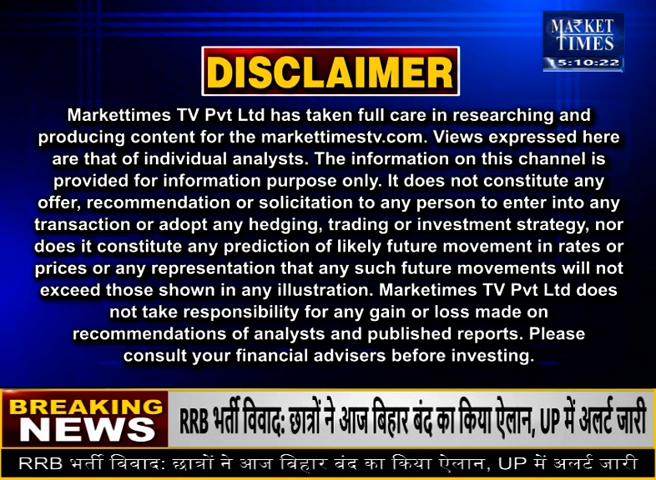 MARKET
TIMES
5:10:22
DISCLAIMER
Markettimes TV Pvt Ltd has taken full care in researching and
producing content for the markettimestv.com. Views expressed here
are that of individual analysts. The information on this channel is
provided for information purpose only. It does not constitute any
offer, recommendation or solicitation to any person to enter into any
transaction or adopt any hedging, trading or investment strategy, nor
does it constitute any prediction of likely future movement in rates or
prices or any representation that any such future movements will not
exceed those shown in any illustration. Marketimes TV Pvt Ltd does
not take responsibility for any gain or loss made on
recommendations of analysts and published reports. Please
consult your financial advisers before investing.
BREAKING
NEWS
RRB भर्ती विवाद: छात्रों ने आज बिहार बंद का किया ऐलान, UP में अलर्ट जारी
RRB भर्ती विवाद: छात्रों ने आज बिहार बंद का किया ऐलान, UP में अलर्ट जारी